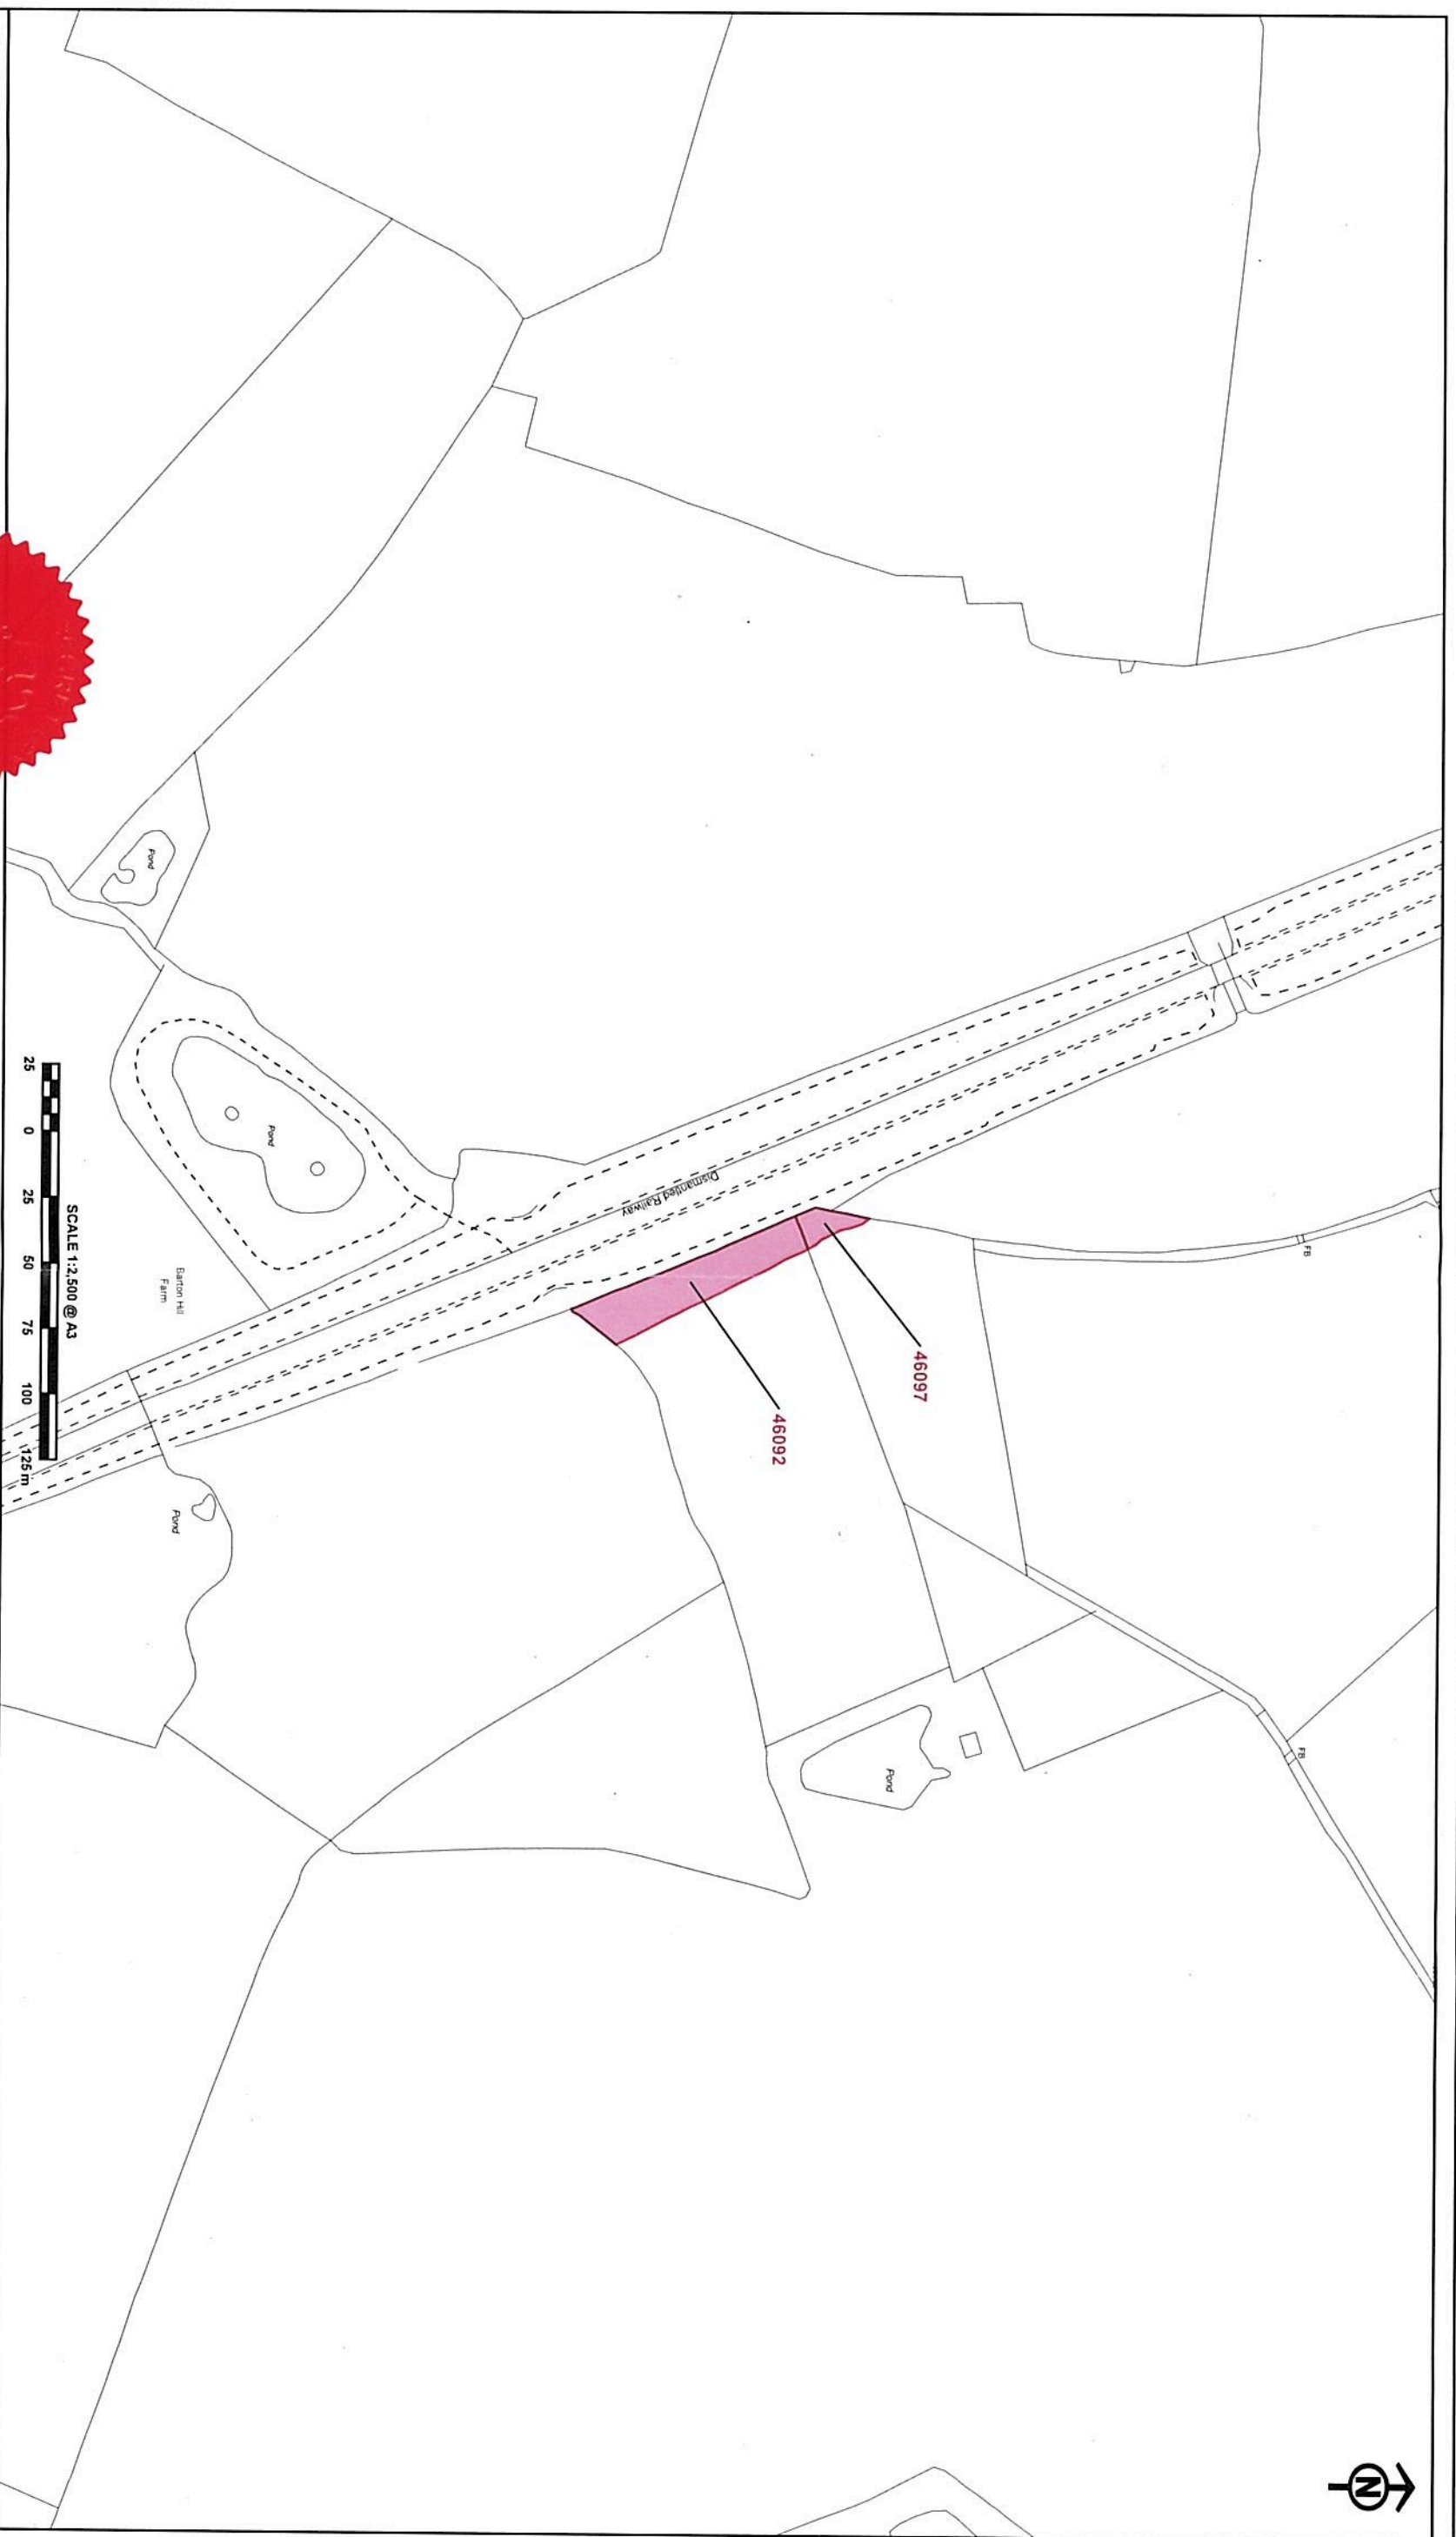 FB
FB
46097
46092
Pond
Dismantled Railway
Pond
Pond
Barton Hill
Farm
Pond
SCALE 1:2,500 @ A3
25 0 25 50 75 100 125 m
N